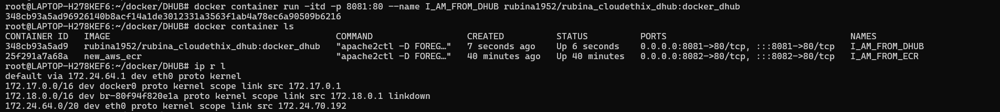 root@LAPTOP-H278KEF6:~/docker/DHUB# docker container run -itd -p 8081:80 --name I_AM_FROM_DHUB rubina1952/rubina_cloudethix_dhub:docker_dhub
348cb93a5ad96926140b8acf14a1de3012331a3563f1ab4a78ec6a90509b6216
root@LAPTOP-H278KEF6:~/docker/DHUB# docker container ls
CONTAINER ID   IMAGE                                           COMMAND                  CREATED          STATUS          PORTS                                   NAMES
348cb93a5ad9   rubina1952/rubina_cloudethix_dhub:docker_dhub   "apache2ctl -D FOREG…"   7 seconds ago    Up 6 seconds    0.0.0.0:8081->80/tcp, :::8081->80/tcp   I_AM_FROM_DHUB
25f291a7a68a   new_aws_ecr                                     "apache2ctl -D FOREG…"   40 minutes ago   Up 40 minutes   0.0.0.0:8082->80/tcp, :::8082->80/tcp   I_AM_FROM_ECR
root@LAPTOP-H278KEF6:~/docker/DHUB# ip r l
default via 172.24.64.1 dev eth0 proto kernel
172.17.0.0/16 dev docker0 proto kernel scope link src 172.17.0.1
172.18.0.0/16 dev br-80f94f820e1a proto kernel scope link src 172.18.0.1 linkdown
172.24.64.0/20 dev eth0 proto kernel scope link src 172.24.70.192